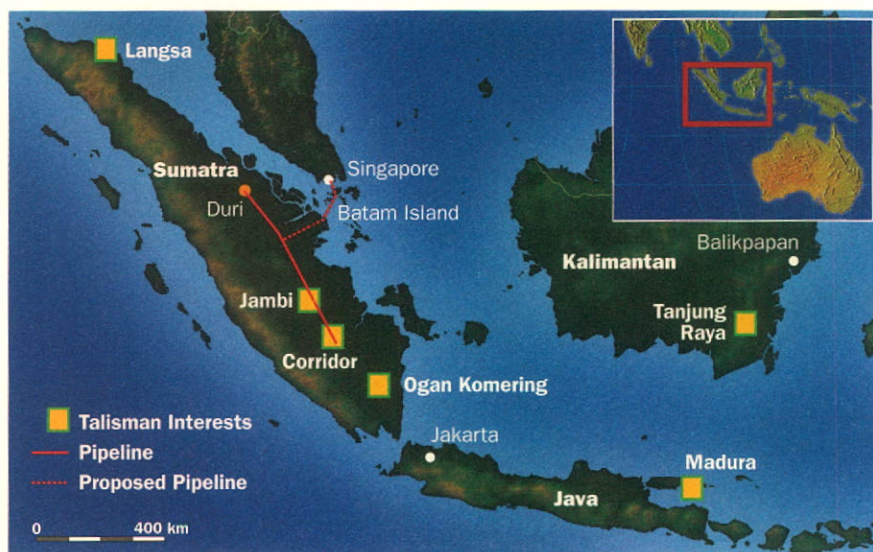 Langsa
Sumatra
Singapore
Duri
Batam Island
Balikpapan
Kalimantan
Jambi
Tanjung
Raya
Corridor
Ogan Komering
Talisman Interests
Jakarta
Pipeline
Madura
Proposed Pipeline
Java
0 400 km